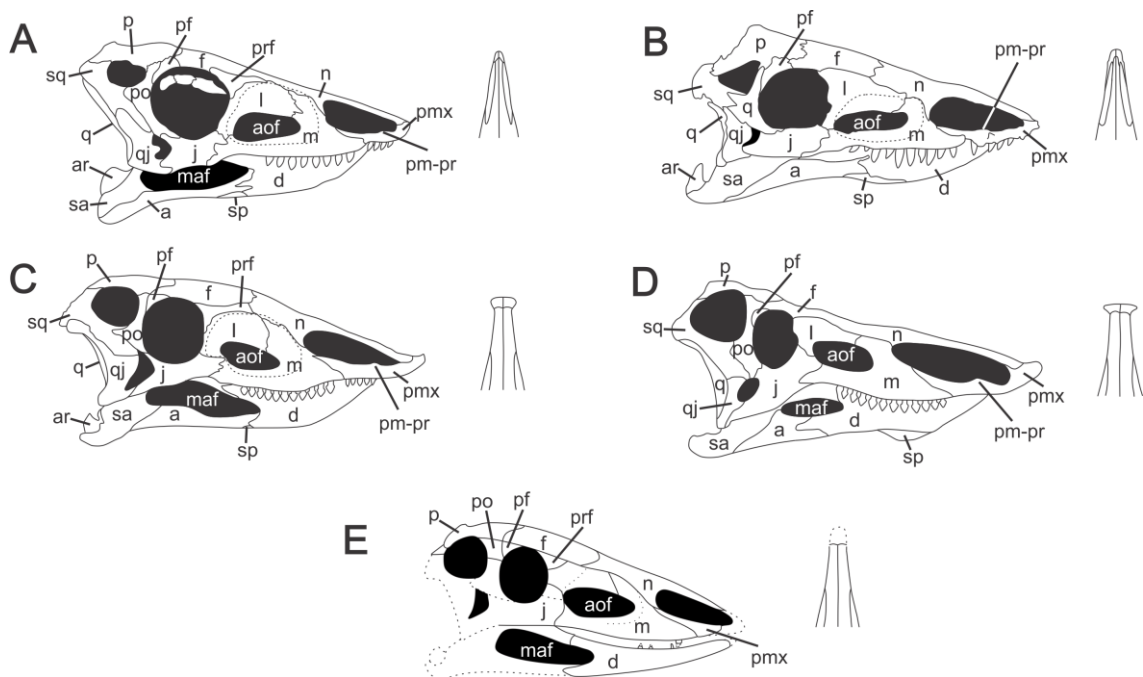 A
p
pf
f
prf
n
sq
po
l
pmx
q
aof
m
pm-pr
qj
j
ar
maf
d
sa
a
sp
B
p
pf
f
pm-pr
n
l
sq
q
q
aof
m
qj
j
pmx
ar
sa
a
d
sp
C
p
pf
prf
f
n
sq
l
po
aof
m
q
qj
j
pmx
maf
pm-pr
ar
sa
a
d
sp
D
p
pf
f
n
l
sq
po
aof
m
pmx
q
j
qj
maf
d
pm-pr
sa
a
sp
E
po
pf
p
f
prf
n
aof
j
m
maf
d
pmx